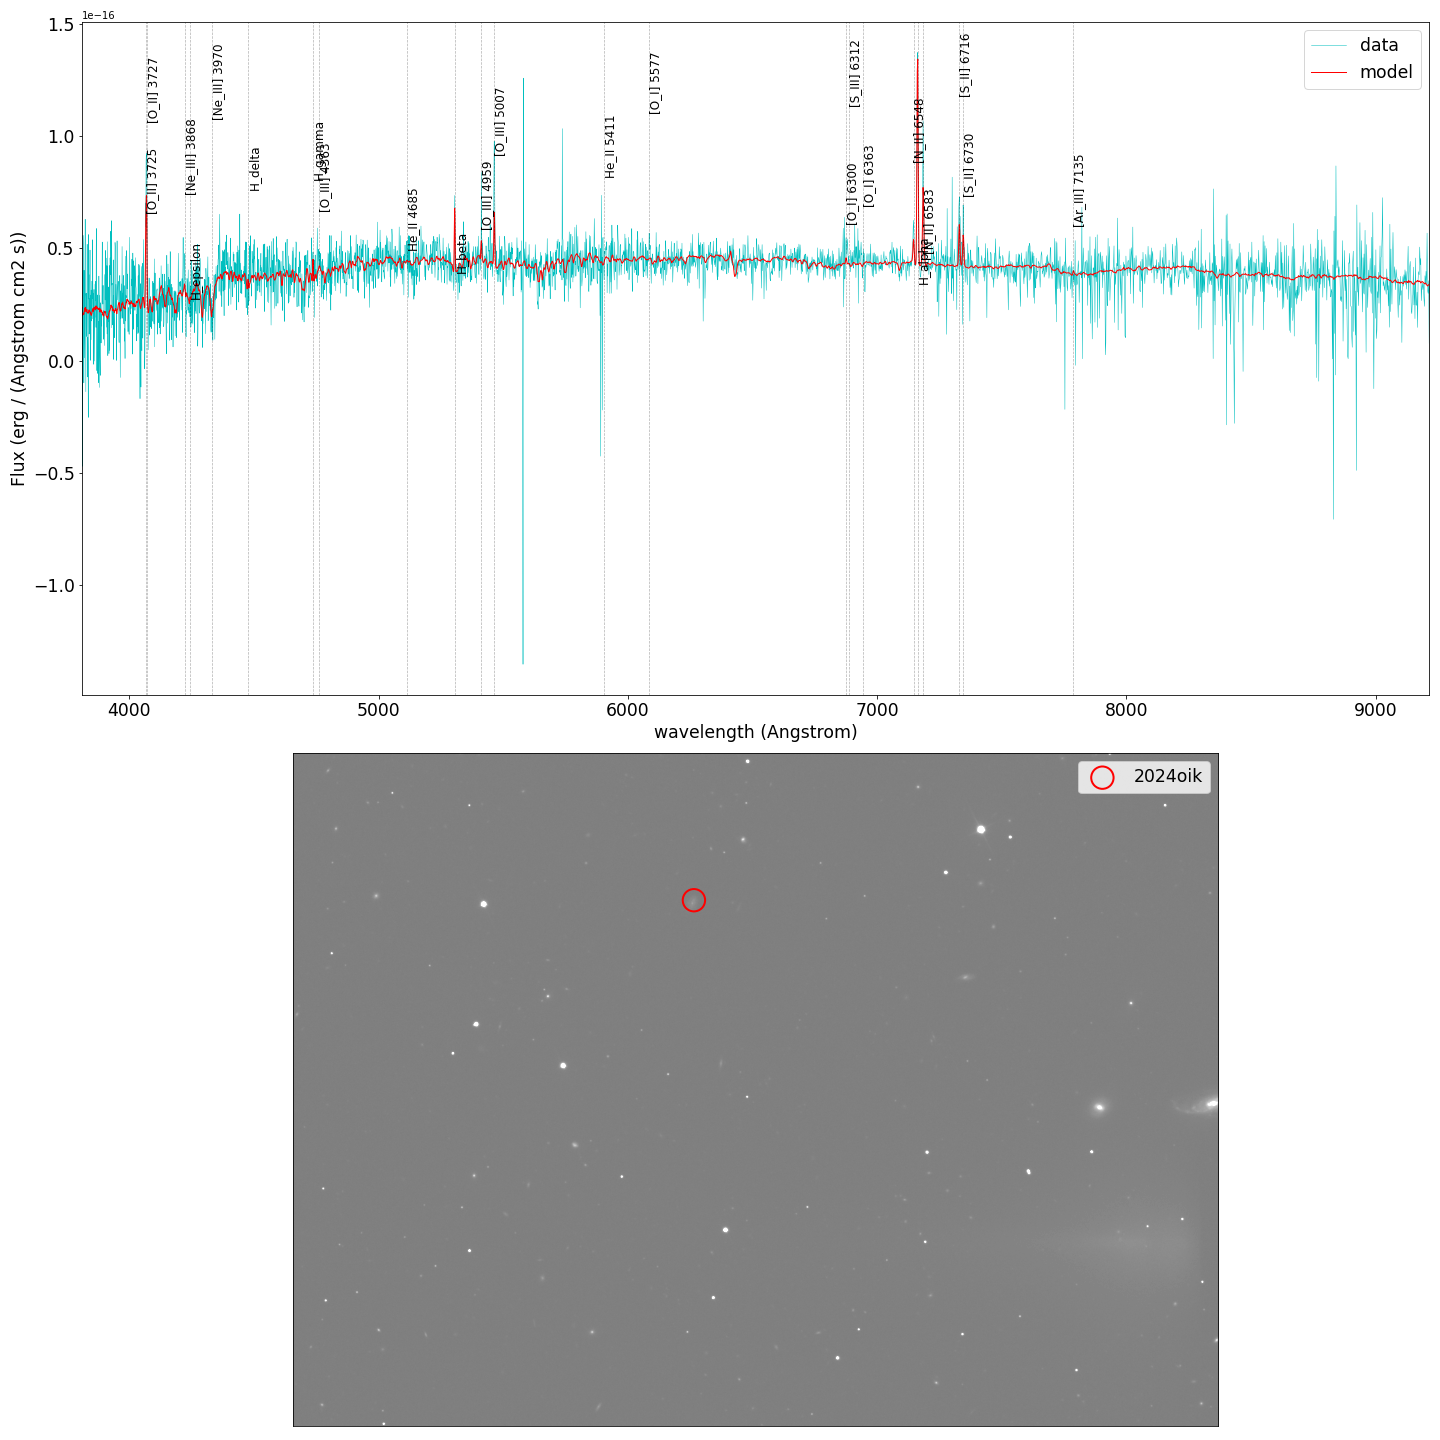 1e−16
1.5
1.0
0.5
0.0
−0.5
−1.0
Flux (erg / (Angstrom cm2 s))
[O_II] 3725
[O_II] 3727
[Ne_III] 3868
H_epsilon
[Ne_III] 3970
H_delta
H_gamma
[O_III] 4363
He_II 4685
H_beta
[O_III] 4959
[O_III] 5007
He_II 5411
[O_I] 5577
[O_I] 6300
[S_III] 6312
[O_I] 6363
[N_II] 6548
H_alpha
[N_II] 6583
[S_II] 6716
[S_II] 6730
[Ar_III] 7135
data
model
4000 5000 6000 7000 8000 9000
wavelength (Angstrom)
2024oik